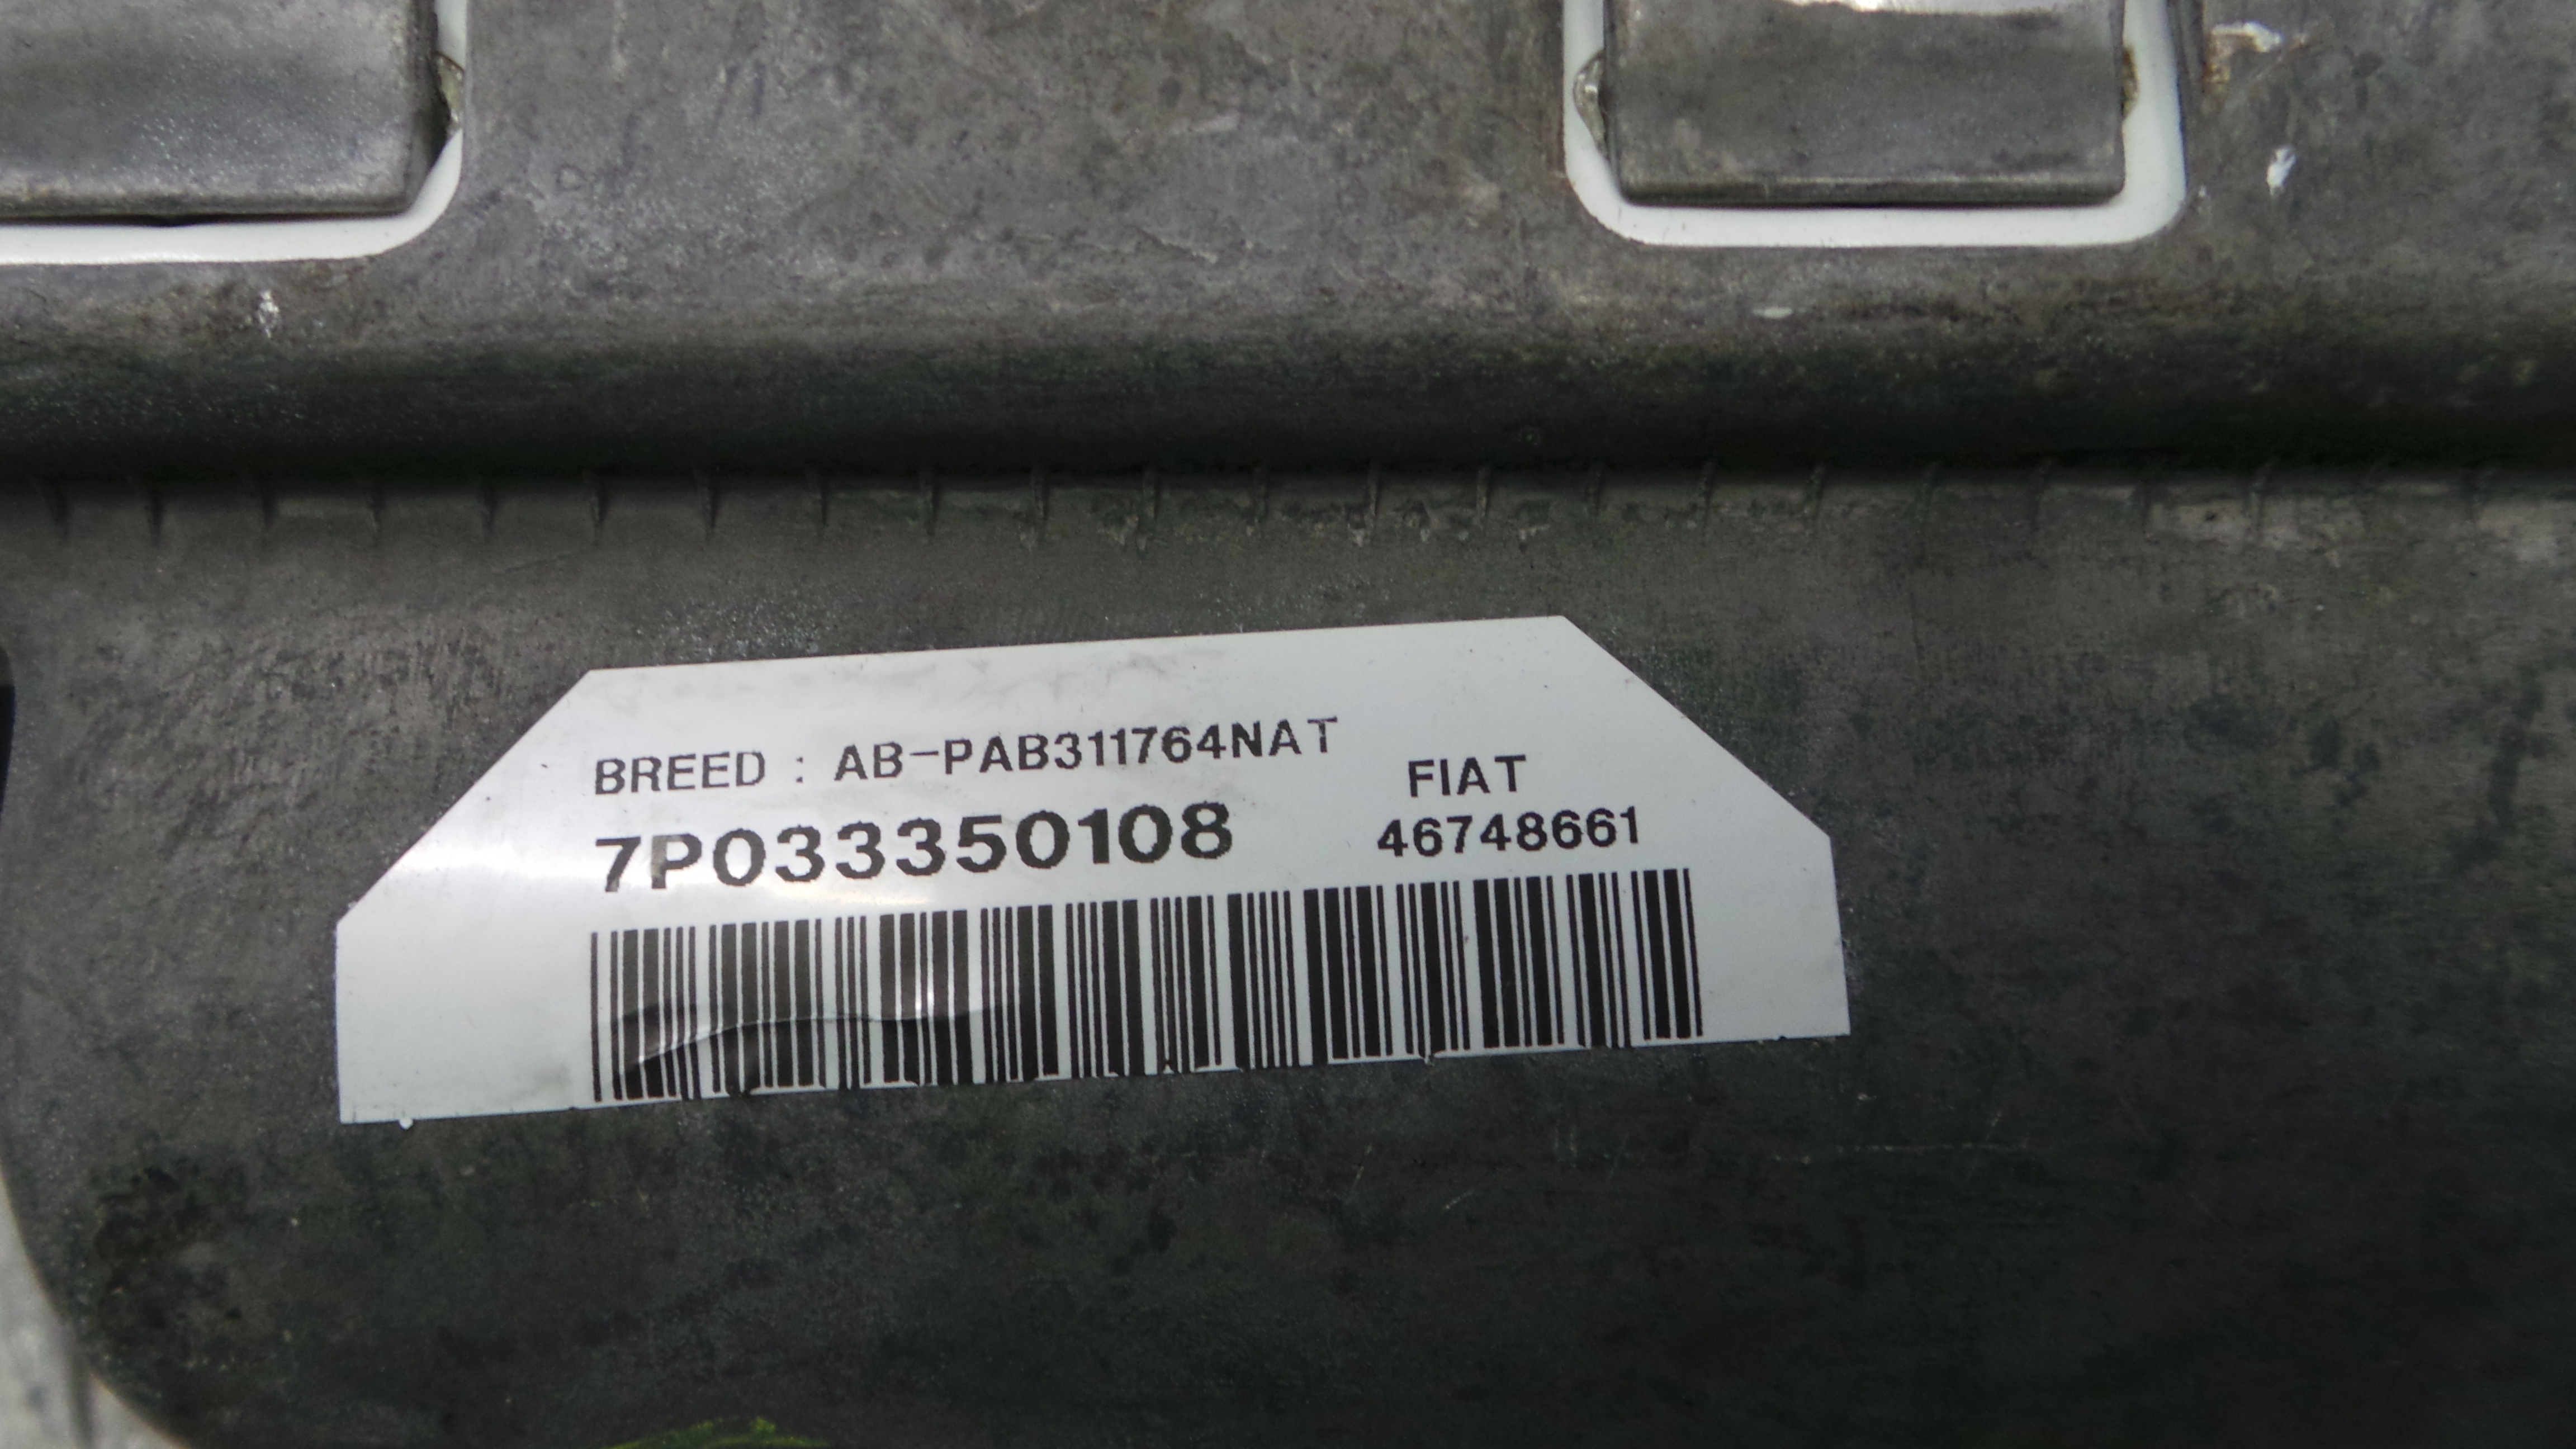 BREED : AB-PAB311764NAT
FIAT
7P033350108
46748661